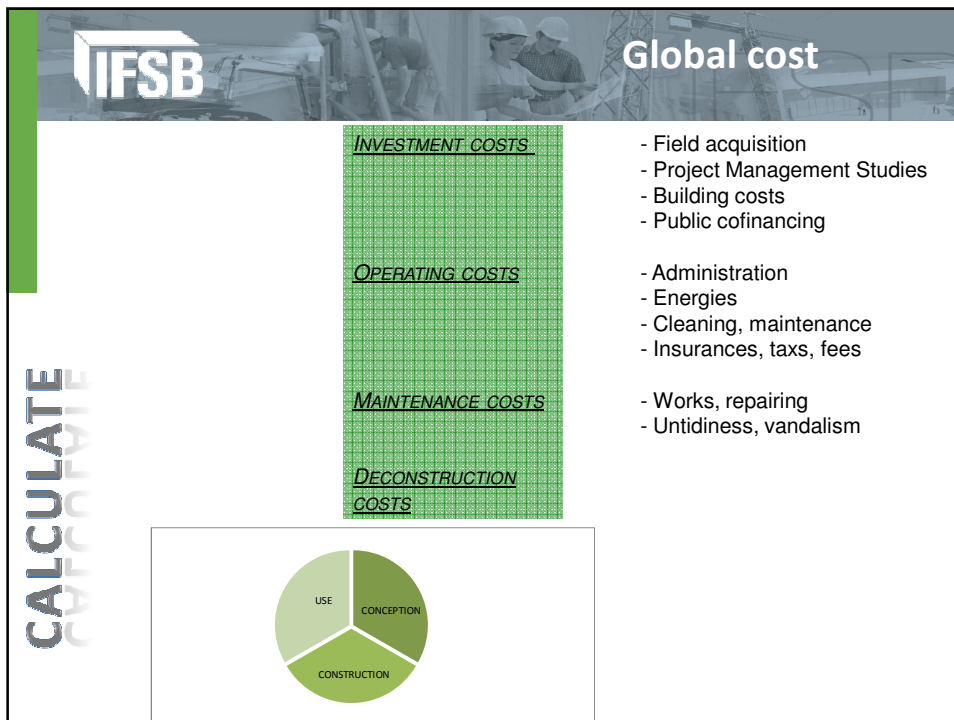 IFSB
Global cost
INVESTMENT COSTS
- Field acquisition
- Project Management Studies
- Building costs
- Public cofinancing
OPERATING COSTS
- Administration
- Energies
- Cleaning, maintenance
- Insurances, taxs, fees
MAINTENANCE COSTS
- Works, repairing
- Untidiness, vandalism
DECONSTRUCTION
COSTS
CALCULATE
USE
CONCEPTION
CONSTRUCTION